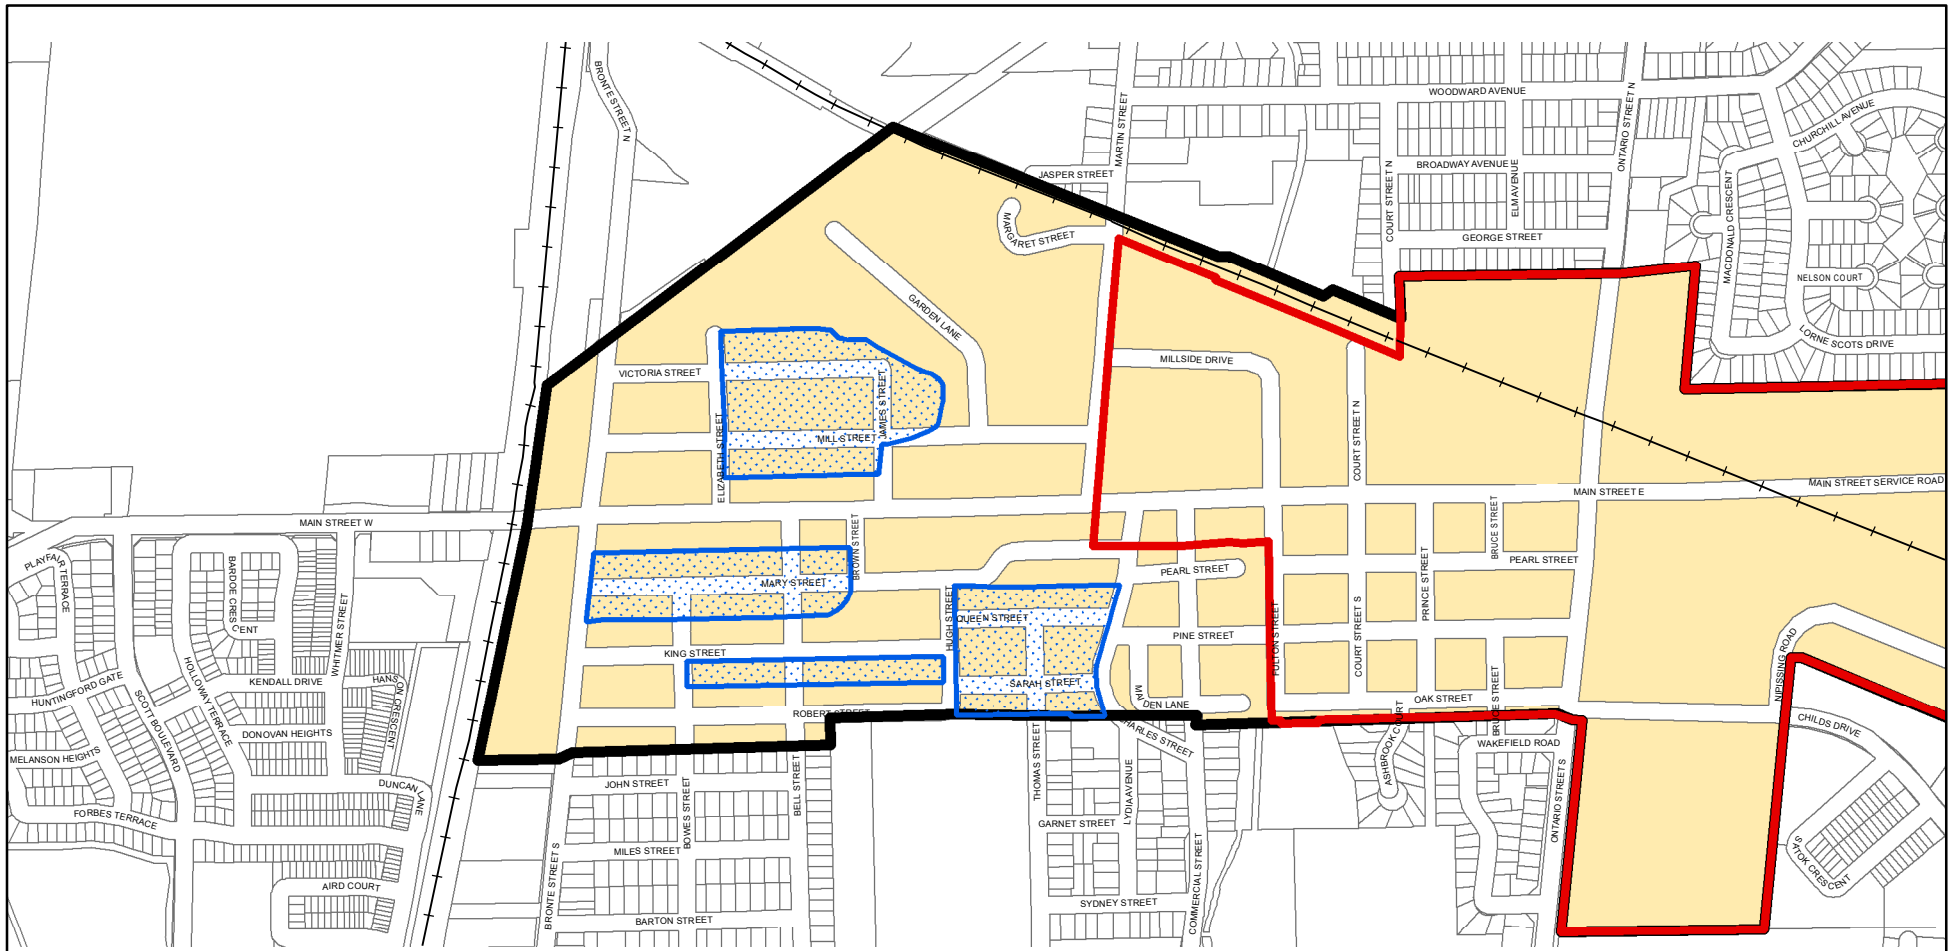 BRONTE STREET N
MARTIN STREET
WOODWARD AVENUE
ONTARIO STREET N
CHURCHILL AVENUE
JASPER STREET
COURT STREET N
BROADWAY AVENUE
ELM AVENUE
MACDONALD CRESCENT
MARGARET STREET
GEORGE STREET
NELSON COURT
GARDEN LANE
LORNE SCOTS DRIVE
VICTORIA STREET
MILLSIDE DRIVE
JAMES STREET
MILL STREET
ELIZABETH STREET
COURT STREET N
MAIN STREET SERVICE ROAD
MAIN STREET E
MAIN STREET W
BROWN STREET
BRUCE STREET
PLAYFAIR TERRACE
BARDOE CRESCENT
MARY STREET
PEARL STREET
PEARL STREET
PRINCE STREET
WHITMER STREET
HUGH STREET
QUEEN STREET
FULTON STREET
COURT STREET S
PINE STREET
KING STREET
NIPISSING ROAD
HUNTINGFORD GATE
SCOTT BOULEVARD
HOLLOWAY TERRACE
KENDALL DRIVE
HANSON CRESCENT
SARAH STREET
MA
DEN LANE
OAK STREET
BRUCE STREET
ROBERT STREET
CHARLES STREET
CHILDS DRIVE
DONOVAN HEIGHTS
MELANSON HEIGHTS
THOMAS STREET
ASHBROOK COURT
WAKEFIELD ROAD
JOHN STREET
BOWES STREET
BELL STREET
LYDIA AVENUE
DUNCAN LANE
ONTARIO STREET S
FORBES TERRACE
GARNET STREET
SATOK CRESCENT
MILES STREET
COMMERCIAL STREET
AIRD COURT
BRONTE STREET S
SYDNEY STREET
BARTON STREET